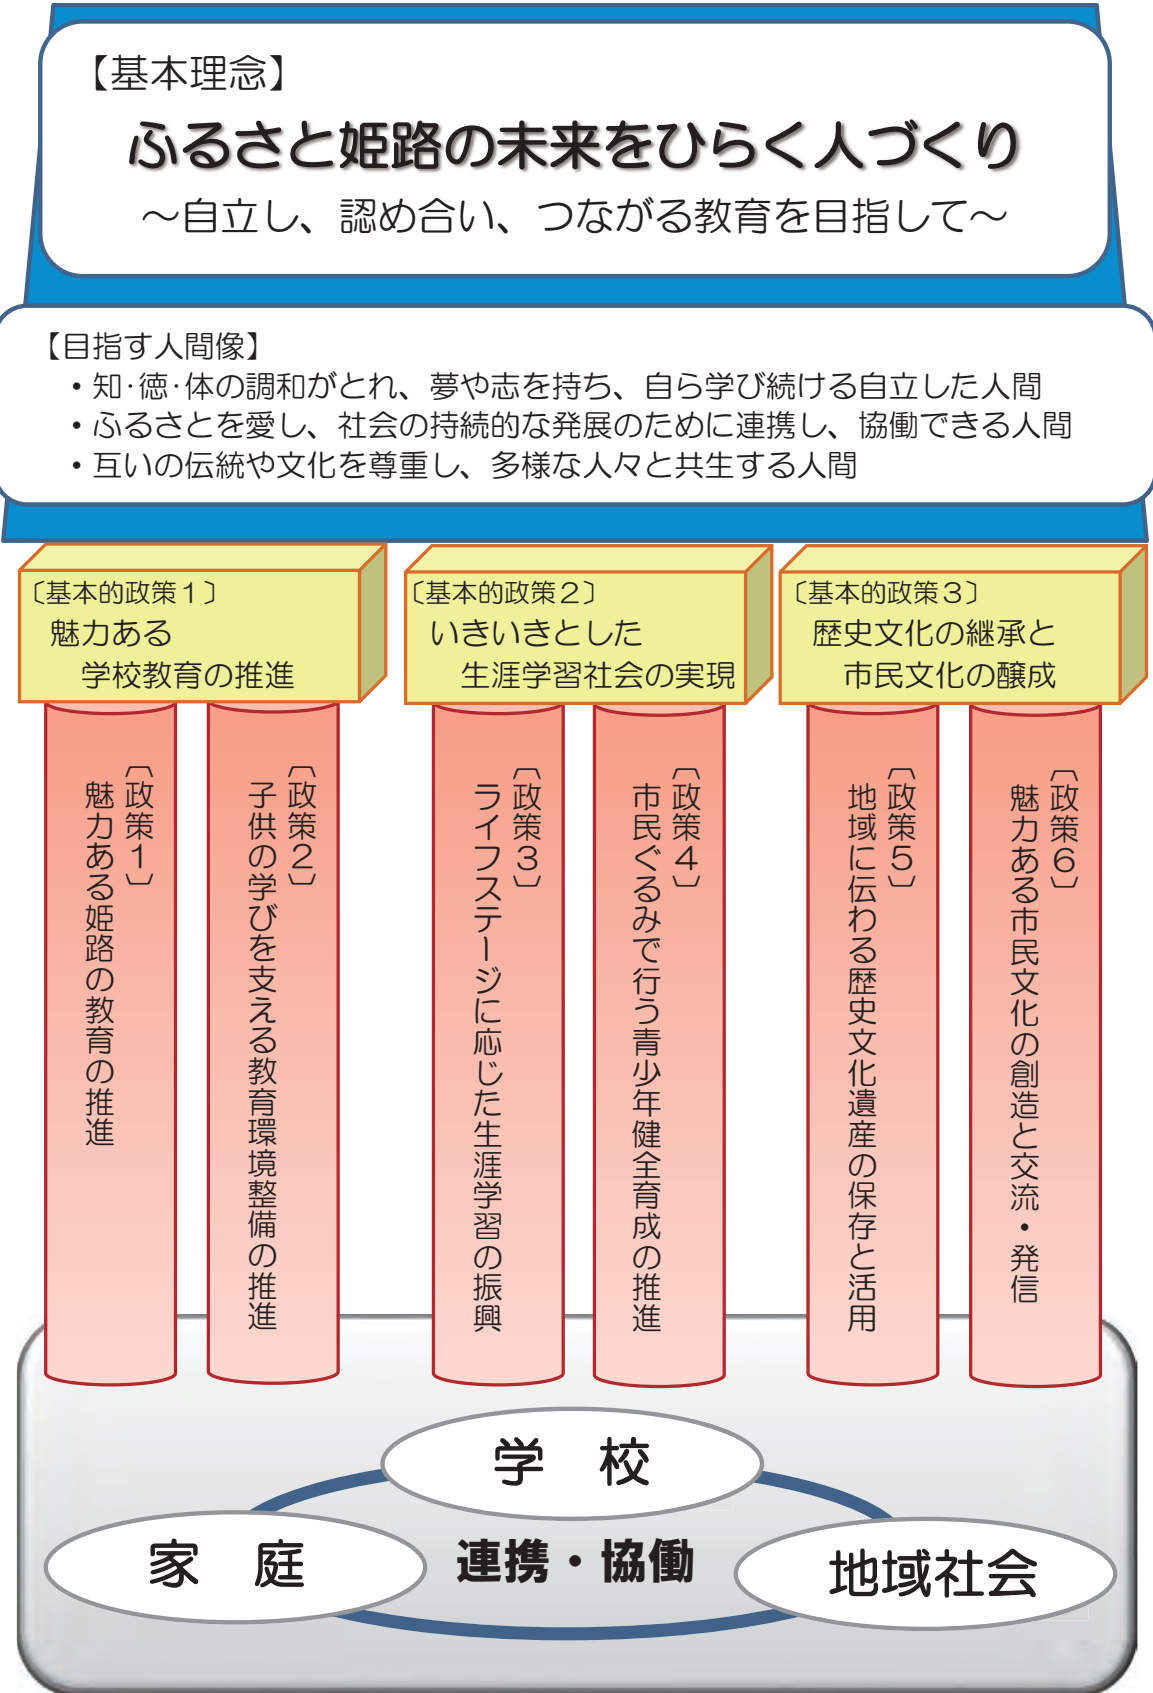 【基本理念】
ふるさと姫路の未来をひらく人づくり
～自立し、認め合い、つながる教育を目指して～
【目指す人間像】
・知・徳・体の調和がとれ、夢や志を持ち、自ら学び続ける自立した人間
・ふるさとを愛し、社会の持続的な発展のために連携し、協働できる人間
・互いの伝統や文化を尊重し、多様な人々と共生する人間
〔基本的政策１〕
魅力ある
学校教育の推進
〔基本的政策２〕
いきいきとした
生涯学習社会の実現
〔基本的政策３〕
歴史文化の継承と
市民文化の醸成
〔政策１〕
魅力ある姫路の教育の推進
〔政策２〕
子供の学びを支える教育環境整備の推進
〔政策３〕
ライフステージに応じた生涯学習の振興
〔政策４〕
市民ぐるみで行う青少年健全育成の推進
〔政策５〕
地域に伝わる歴史文化遺産の保存と活用
〔政策６〕
魅力ある市民文化の創造と交流・発信
学　校
家　庭
連携・協働
地域社会